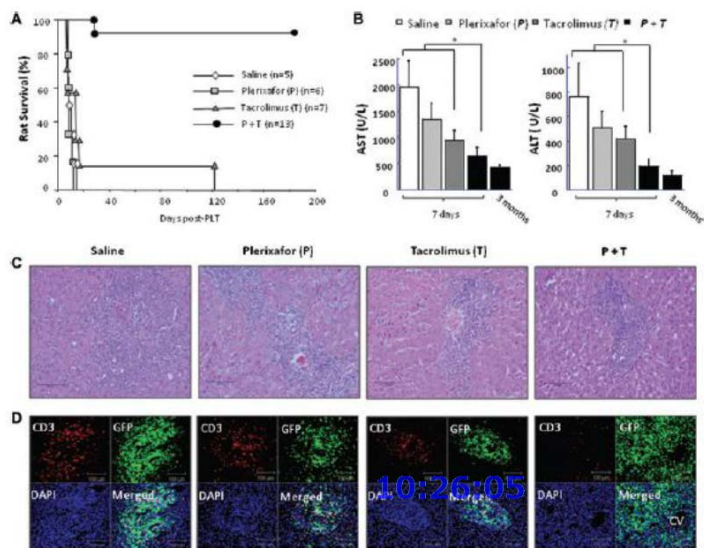 A
Rat Survival (%)
100
80
60
40
20
0
0
40
80
120
160
200
Days post-PLT
Saline (n=5)
Plerixafor (P) (n=6)
Tacrolimus (T) (n=7)
P + T (n=13)
B
Saline Plerixafor (P) Tacrolimus (T) P + T
AST (U/L)
2500
2000
1500
1000
500
0
*
7 days
3 months
ALT (U/L)
1000
800
600
400
200
0
*
7 days
3 months
C
Saline Plerixafor (P) Tacrolimus (T) P + T
D
CD3 GFP CD3 GFP CD3 GFP CD3 GFP
DAPI Merged DAPI Merged DAPI Merged DAPI Merged
10:26:05
CV